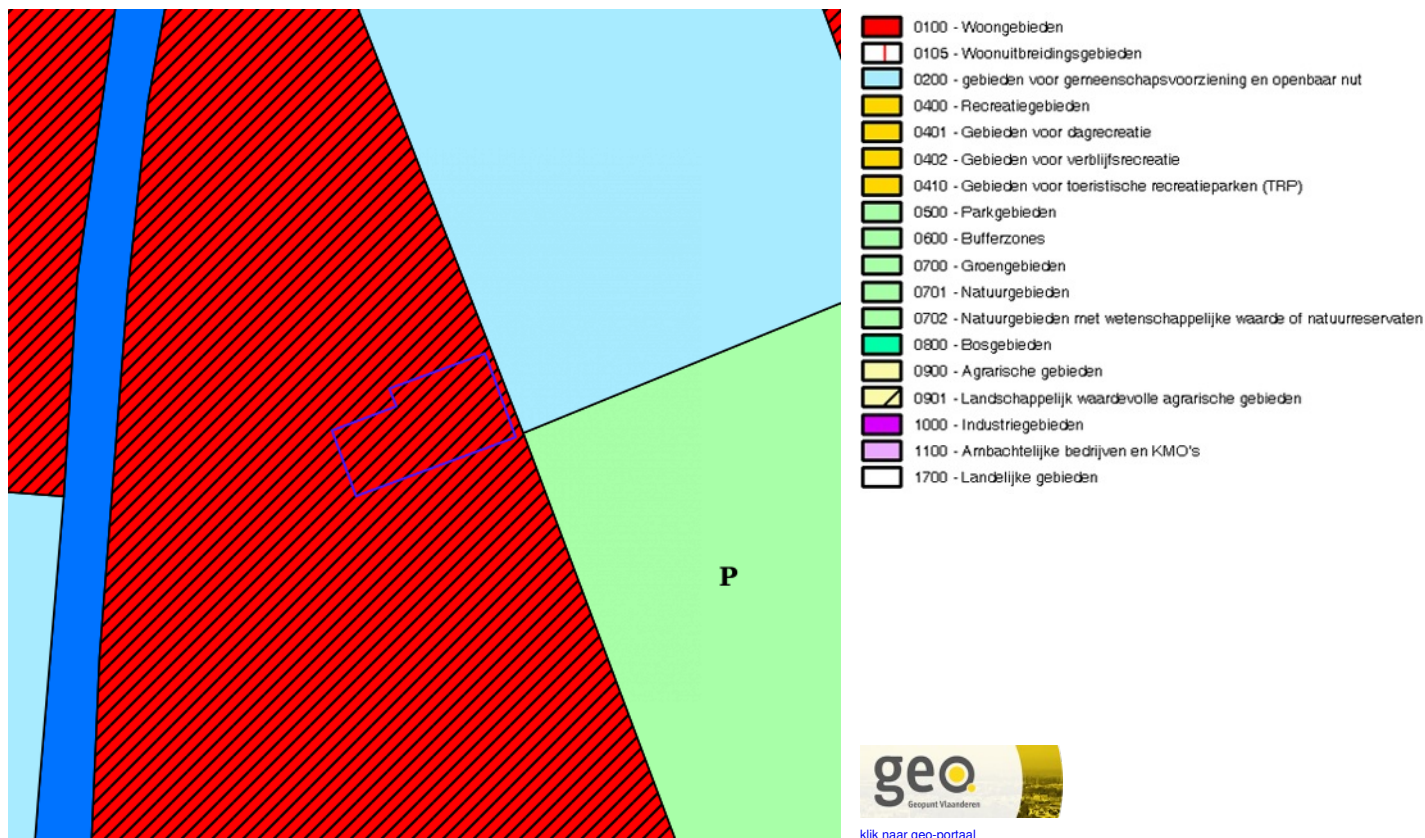 0100 - Woongebieden
0105 - Woonuitbreidingsgebieden
0200 - gebieden voor gemeenschapsvoorziening en openbaar nut
0400 - Recreatiegebieden
0401 - Gebieden voor dagrecreatie
0402 - Gebieden voor verblijfsrecreatie
0410 - Gebieden voor toeristische recreatieparken (TRP)
0500 - Parkgebieden
0600 - Bufferzones
0700 - Groengebieden
0701 - Natuurgebieden
0702 - Natuurgebieden met wetenschappelijke waarde of natuurreservaten
0800 - Bosgebieden
0900 - Agrarische gebieden
0901 - Landschappelijk waardevolle agrarische gebieden
1000 - Industriegebieden
1100 - Ambachtelijke bedrijven en KMO's
1700 - Landelijke gebieden
P
geo.
Geopunt Vlaanderen
klik naar geo-portaal